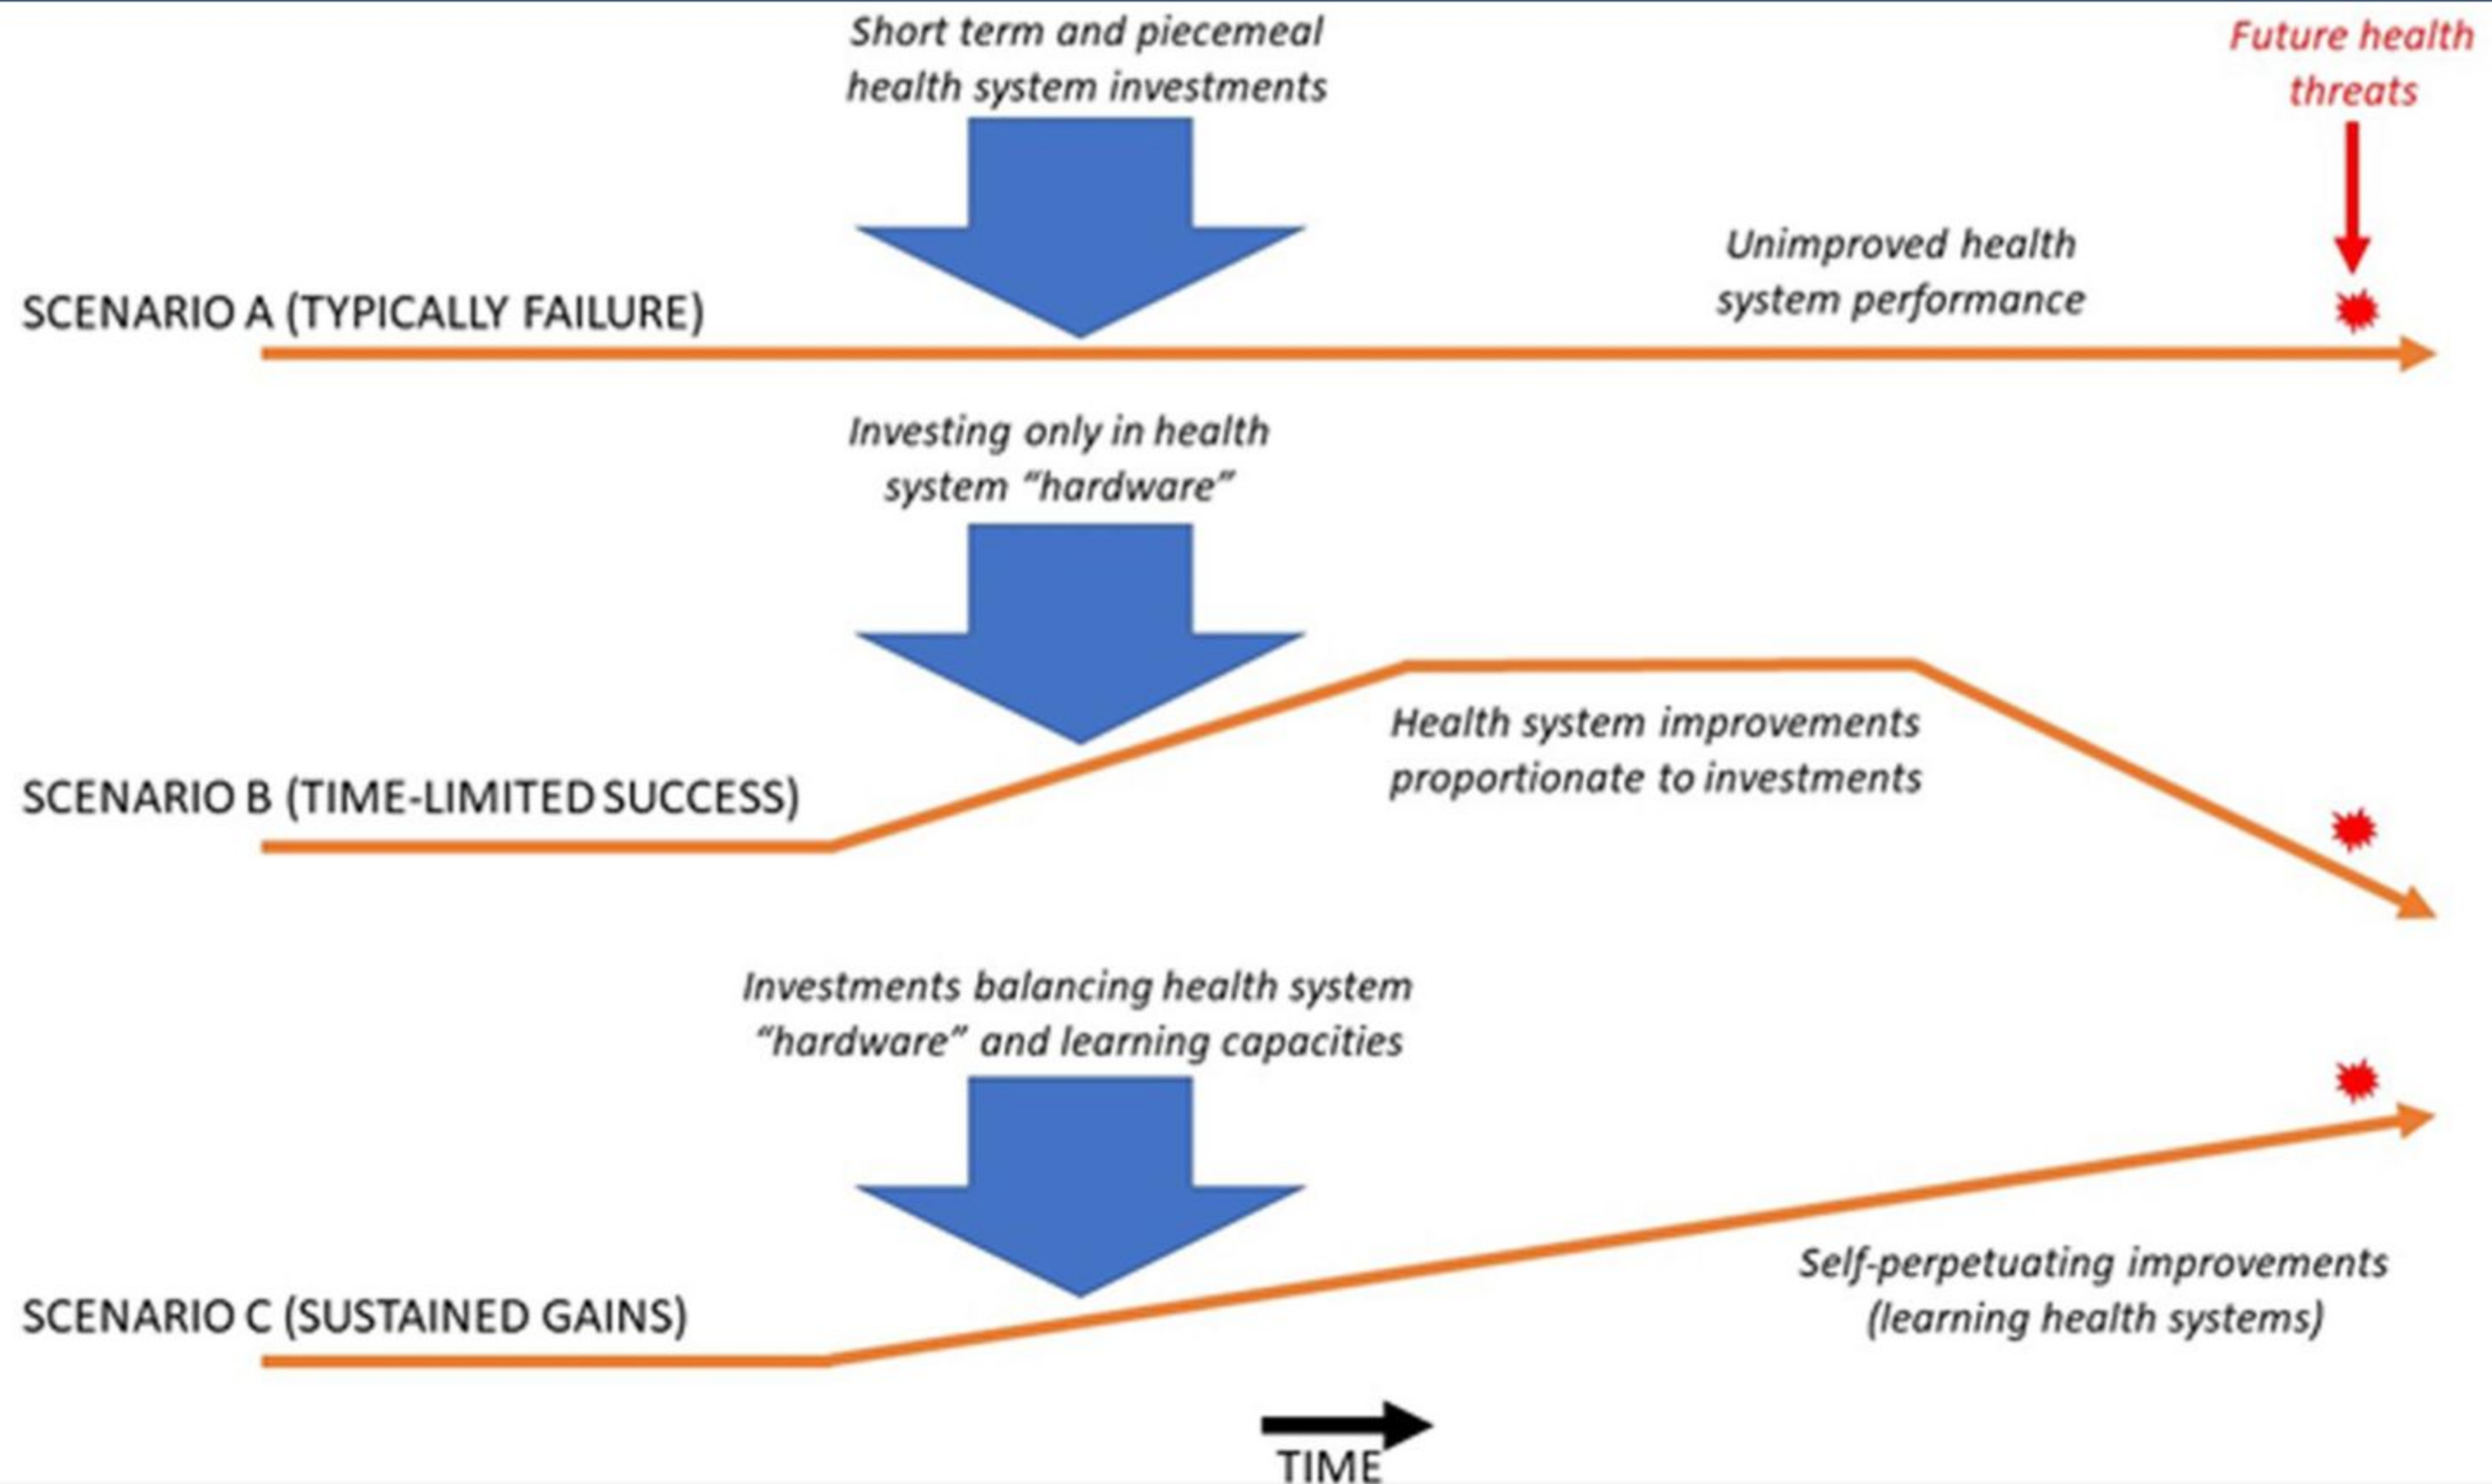 Short term and piecemeal
health system investments
Future health
threats
Unimproved health
system performance
SCENARIO A (TYPICALLY FAILURE)
Investing only in health
system “hardware”
Health system improvements
proportionate to investments
SCENARIO B (TIME-LIMITED SUCCESS)
Investments balancing health system
“hardware” and learning capacities
Self-perpetuating improvements
(learning health systems)
SCENARIO C (SUSTAINED GAINS)
TIME